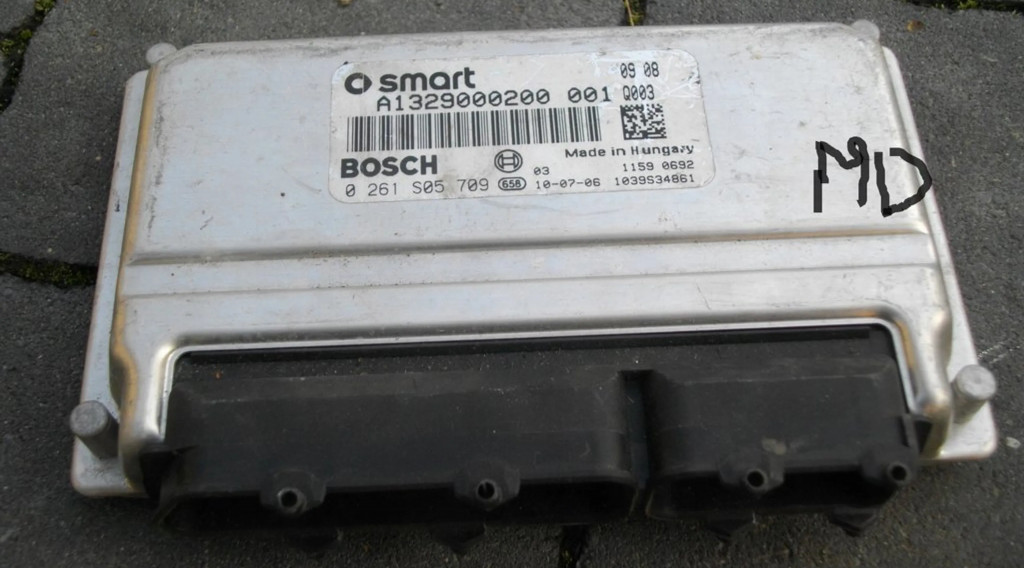 smart 09 08
A1329000200 001 Q003
Made in Hungary
BOSCH 03 1159 0692
0 261 S05 709 658 10-07-06 1039S34861
MD